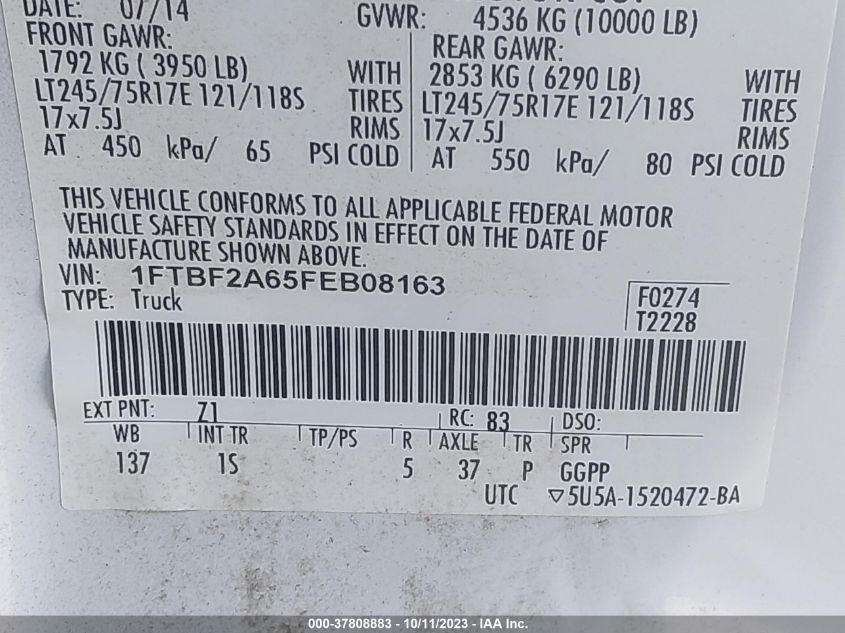 DATE: 07/14
GVWR: 4536 KG (10000 LB)
FRONT GAWR:
1792 KG ( 3950 LB) WITH
LT245/75R17E 121/118S TIRES
17x7.5J RIMS
AT 450 kPa/ 65 PSI COLD
REAR GAWR:
2853 KG ( 6290 LB) WITH
LT245/75R17E 121/118S TIRES
17x7.5J RIMS
AT 550 kPa/ 80 PSI COLD
THIS VEHICLE CONFORMS TO ALL APPLICABLE FEDERAL MOTOR
VEHICLE SAFETY STANDARDS IN EFFECT ON THE DATE OF
MANUFACTURE SHOWN ABOVE.
VIN: 1FTBF2A65FEB08163
TYPE: Truck
F0274
T2228
EXT PNT: Z1 RC: 83 DSO:
WB INT TR TP/PS R AXLE TR SPR
137 1S 5 37 P GGPP
UTC ▽5U5A-1520472-BA
000-37808883 - 10/11/2023 - IAA Inc.